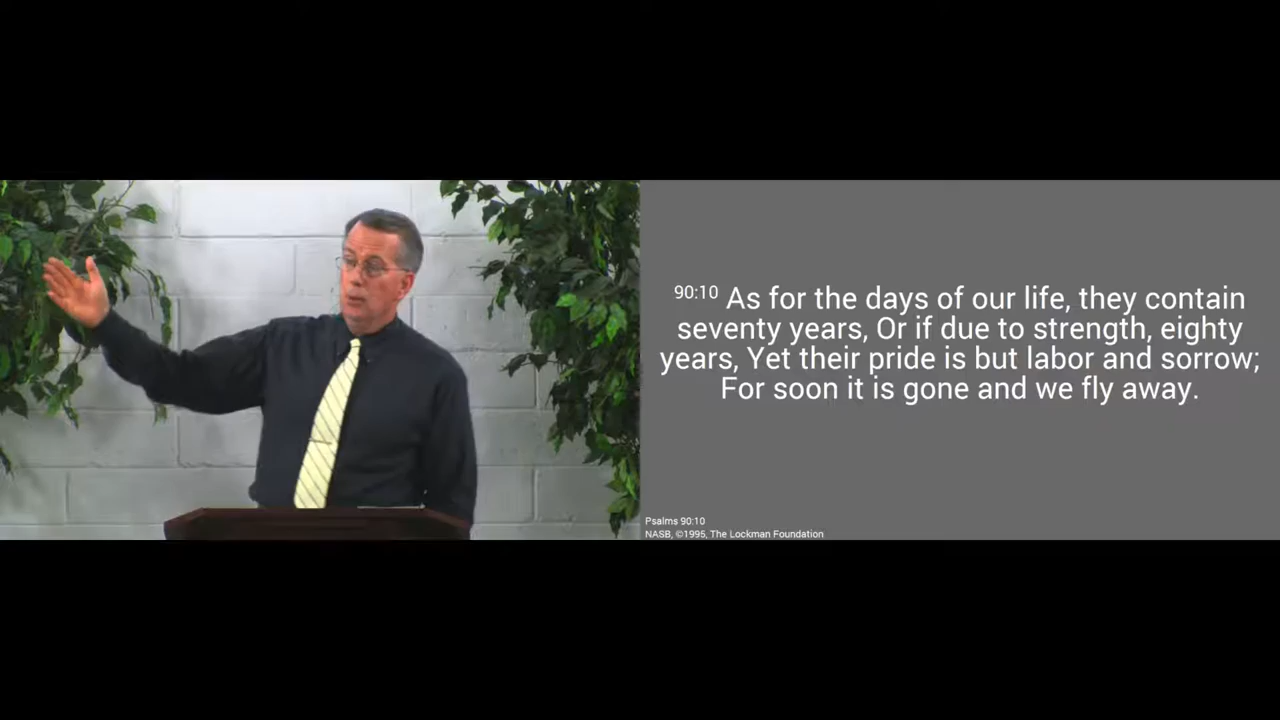 90:10 As for the days of our life, they contain
seventy years, Or if due to strength, eighty
years, Yet their pride is but labor and sorrow;
For soon it is gone and we fly away.
Psalms 90:10
NASB, ©1995, The Lockman Foundation